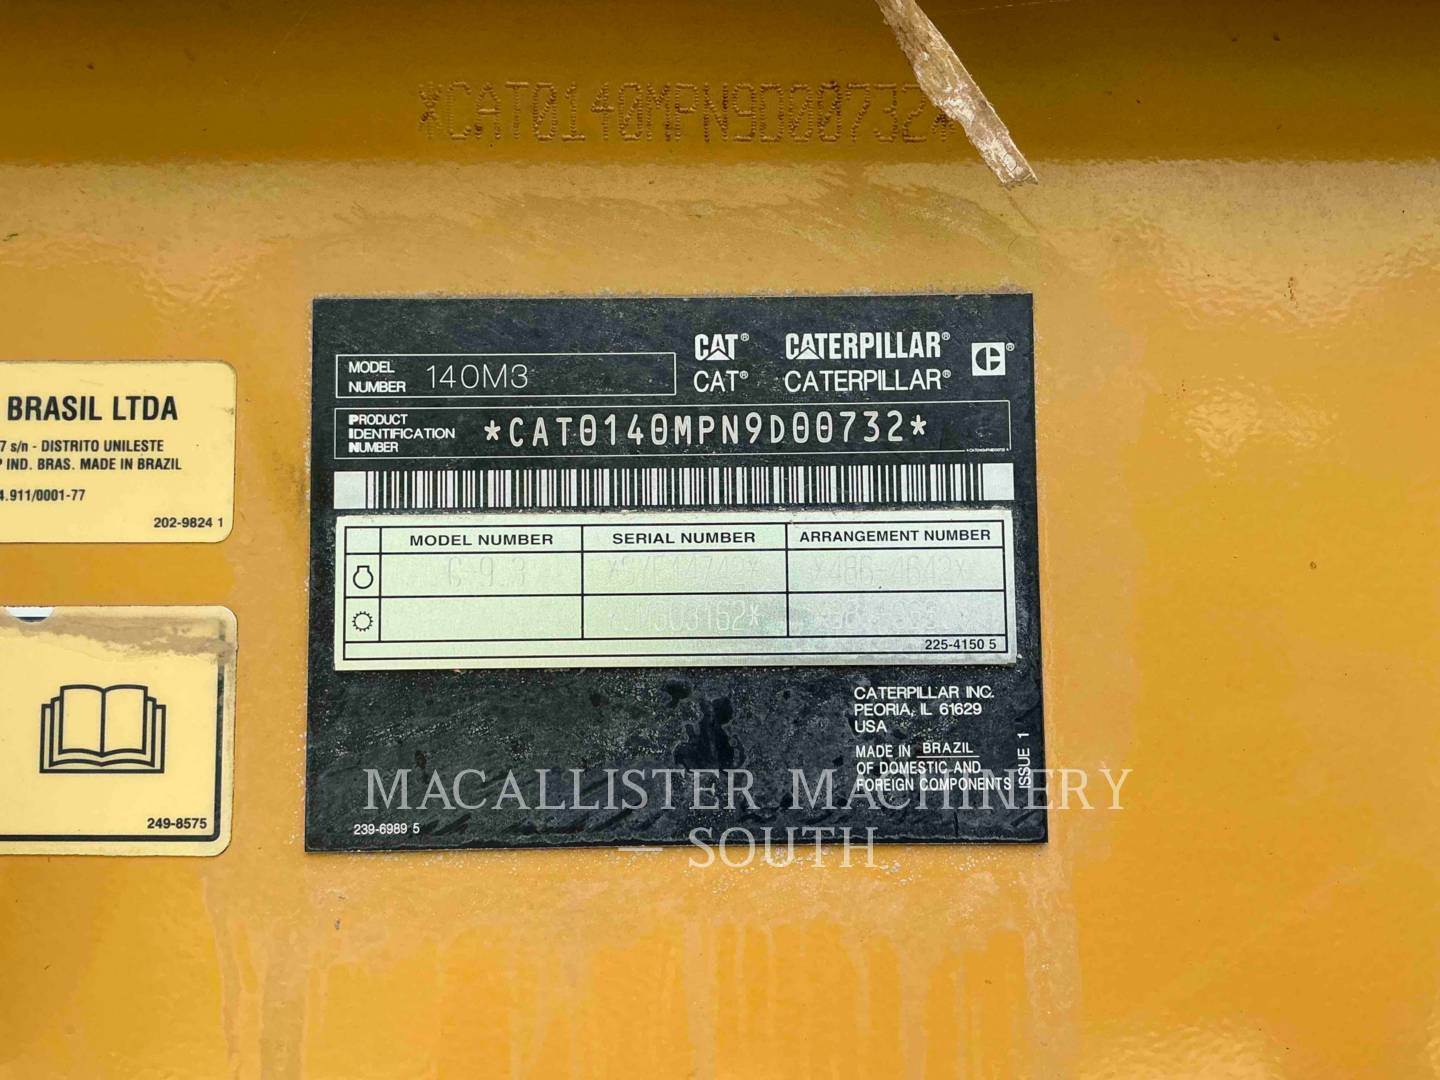 *CAT0140MPN9D00732*
CAT® CATERPILLAR®
MODEL NUMBER 140M3
CAT® CATERPILLAR®
PRODUCT IDENTIFICATION NUMBER *CAT0140MPN9D00732*
MODEL NUMBER SERIAL NUMBER ARRANGEMENT NUMBER
C-9.3
225-4150 5
CATERPILLAR INC.
PEORIA, IL 61629
USA
MADE IN BRAZIL
OF DOMESTIC AND
FOREIGN COMPONENTS
ISSUE 1
239-6989 5
BRASIL LTDA
7 s/n - DISTRITO UNILESTE
P IND. BRAS. MADE IN BRAZIL
4.911/0001-77
202-9824 1
249-8575
MACALLISTER MACHINERY
— SOUTH